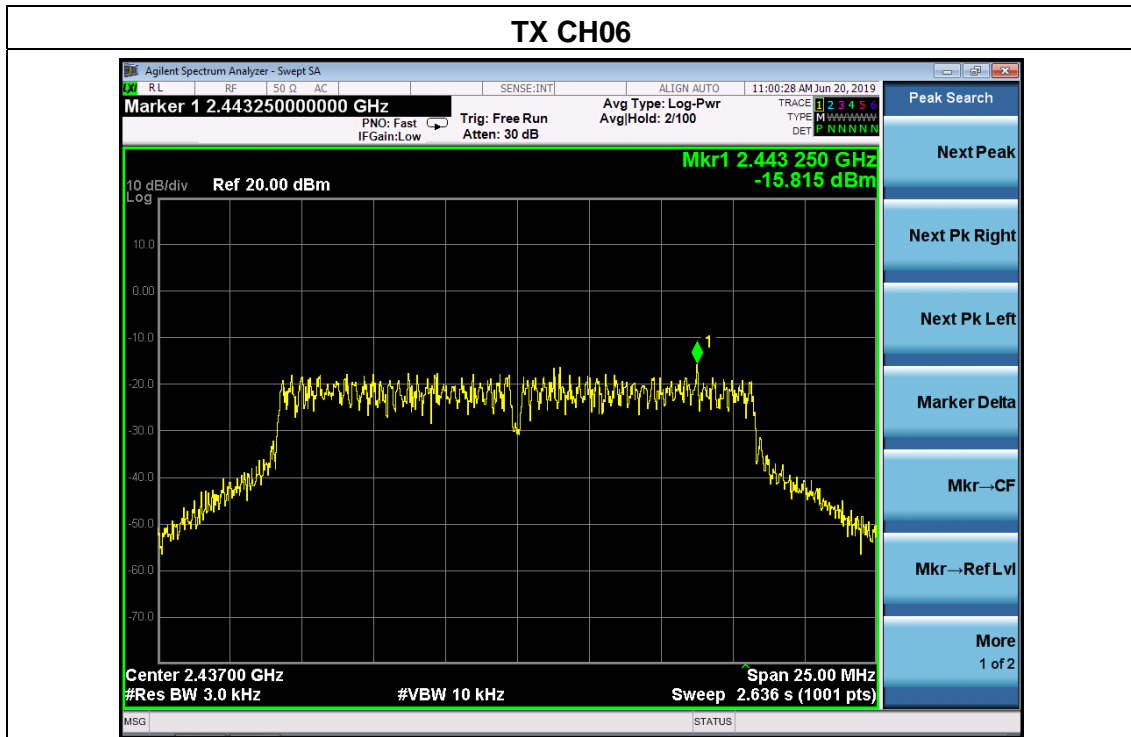 TX CH06
Agilent Spectrum Analyzer - Swept SA
LXI RL RF 50 Ω AC SENSE:INT ALIGN AUTO 11:00:28 AM Jun 20, 2019
Marker 1 2.443250000000 GHz
PNO: Fast
IFGain:Low
Trig: Free Run
Atten: 30 dB
Avg Type: Log-Pwr
Avg|Hold: 2/100
TRACE 1 2 3 4 5 6
TYPE M WWWWW
DET P N N N N N
Peak Search
Mkr1 2.443 250 GHz
-15.815 dBm
10 dB/div Ref 20.00 dBm
Log
10.0
0.00
-10.0
-20.0
-30.0
-40.0
-50.0
-60.0
-70.0
1
Center 2.43700 GHz
Span 25.00 MHz
#Res BW 3.0 kHz
#VBW 10 kHz
Sweep 2.636 s (1001 pts)
Next Peak
Next Pk Right
Next Pk Left
Marker Delta
Mkr→CF
Mkr→Ref Lvl
More
1 of 2
MSG
STATUS